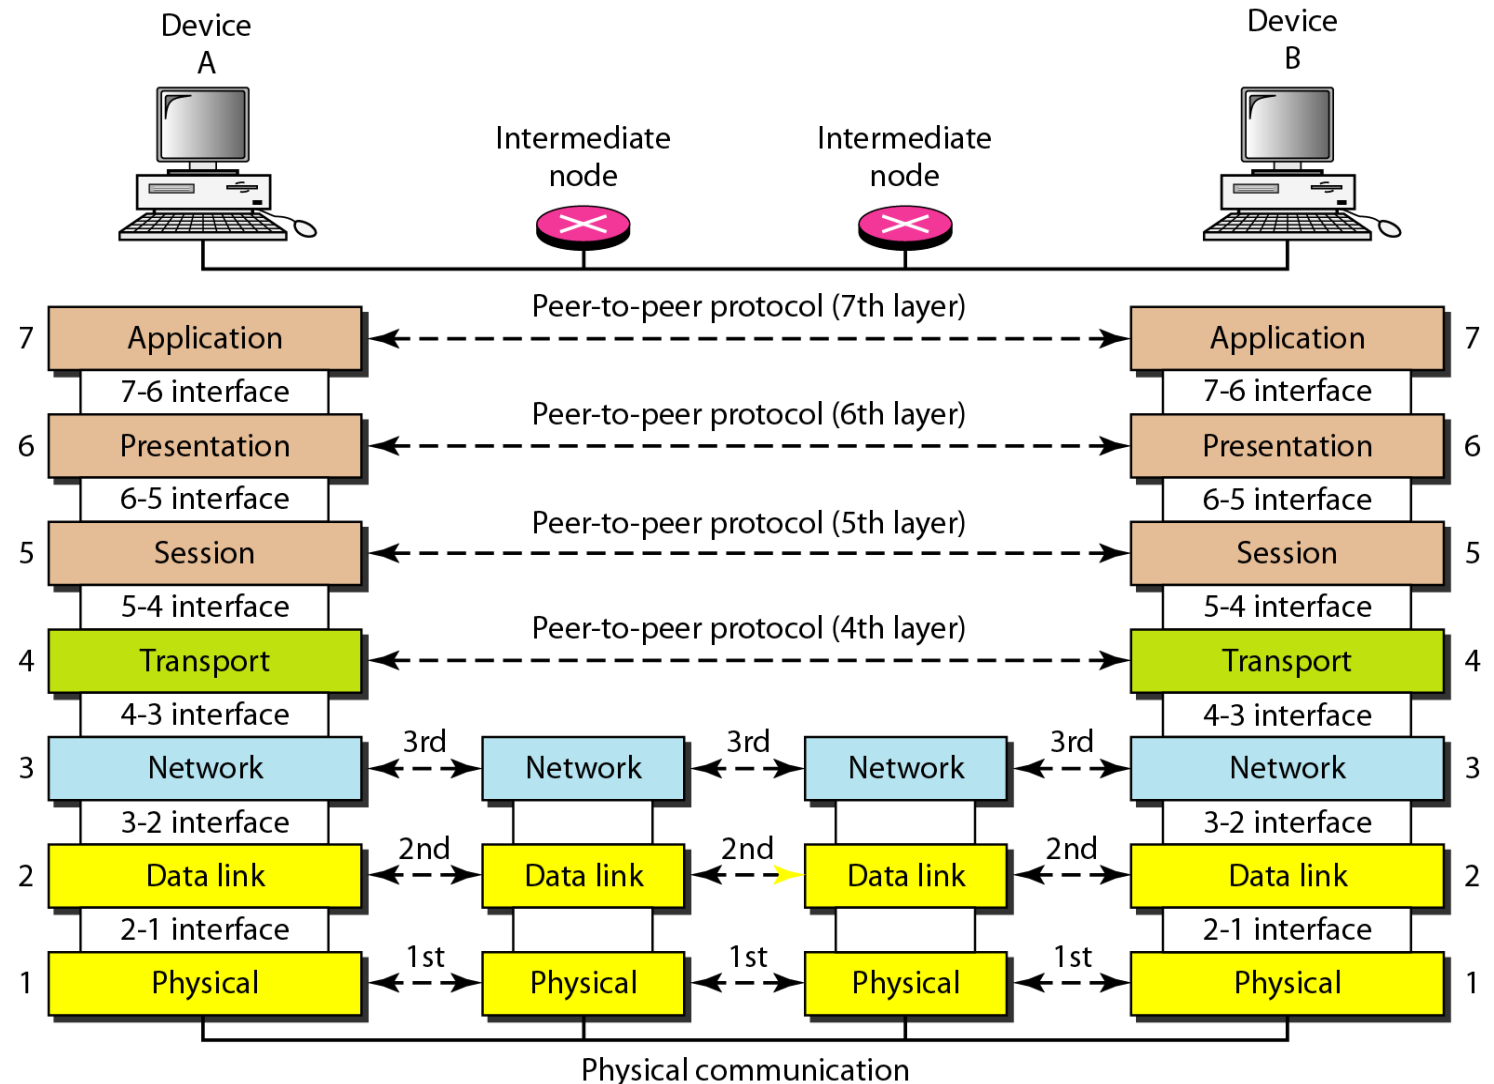 Device
A
Device
B
Intermediate
node
Intermediate
node
Peer-to-peer protocol (7th layer)
7 Application Application 7
7-6 interface 7-6 interface
Peer-to-peer protocol (6th layer)
6 Presentation Presentation 6
6-5 interface 6-5 interface
Peer-to-peer protocol (5th layer)
5 Session Session 5
5-4 interface 5-4 interface
Peer-to-peer protocol (4th layer)
4 Transport Transport 4
4-3 interface 4-3 interface
3rd 3rd 3rd
3 Network Network Network Network 3
3-2 interface 3-2 interface
2nd 2nd 2nd
2 Data link Data link Data link Data link 2
2-1 interface 2-1 interface
1st 1st 1st
1 Physical Physical Physical Physical 1
Physical communication